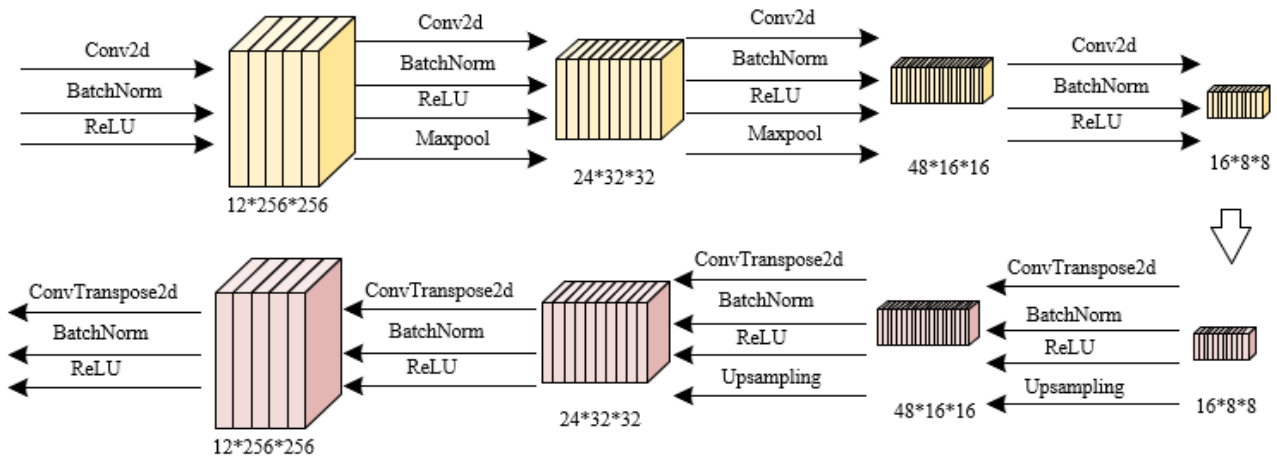 Conv2d
BatchNorm
ReLU
12*256*256
Conv2d
BatchNorm
ReLU
Maxpool
24*32*32
Conv2d
BatchNorm
ReLU
Maxpool
48*16*16
Conv2d
BatchNorm
ReLU
16*8*8
ConvTranspose2d
BatchNorm
ReLU
12*256*256
ConvTranspose2d
BatchNorm
ReLU
24*32*32
ConvTranspose2d
BatchNorm
ReLU
Upsampling
48*16*16
ConvTranspose2d
BatchNorm
ReLU
Upsampling
16*8*8